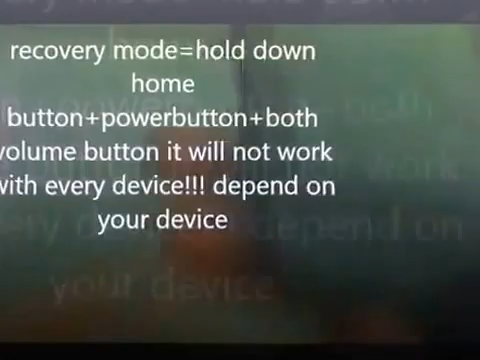 recovery mode=hold down
home
button+powerbutton+both
volume button it will not work
with every device!!! depend on
your device